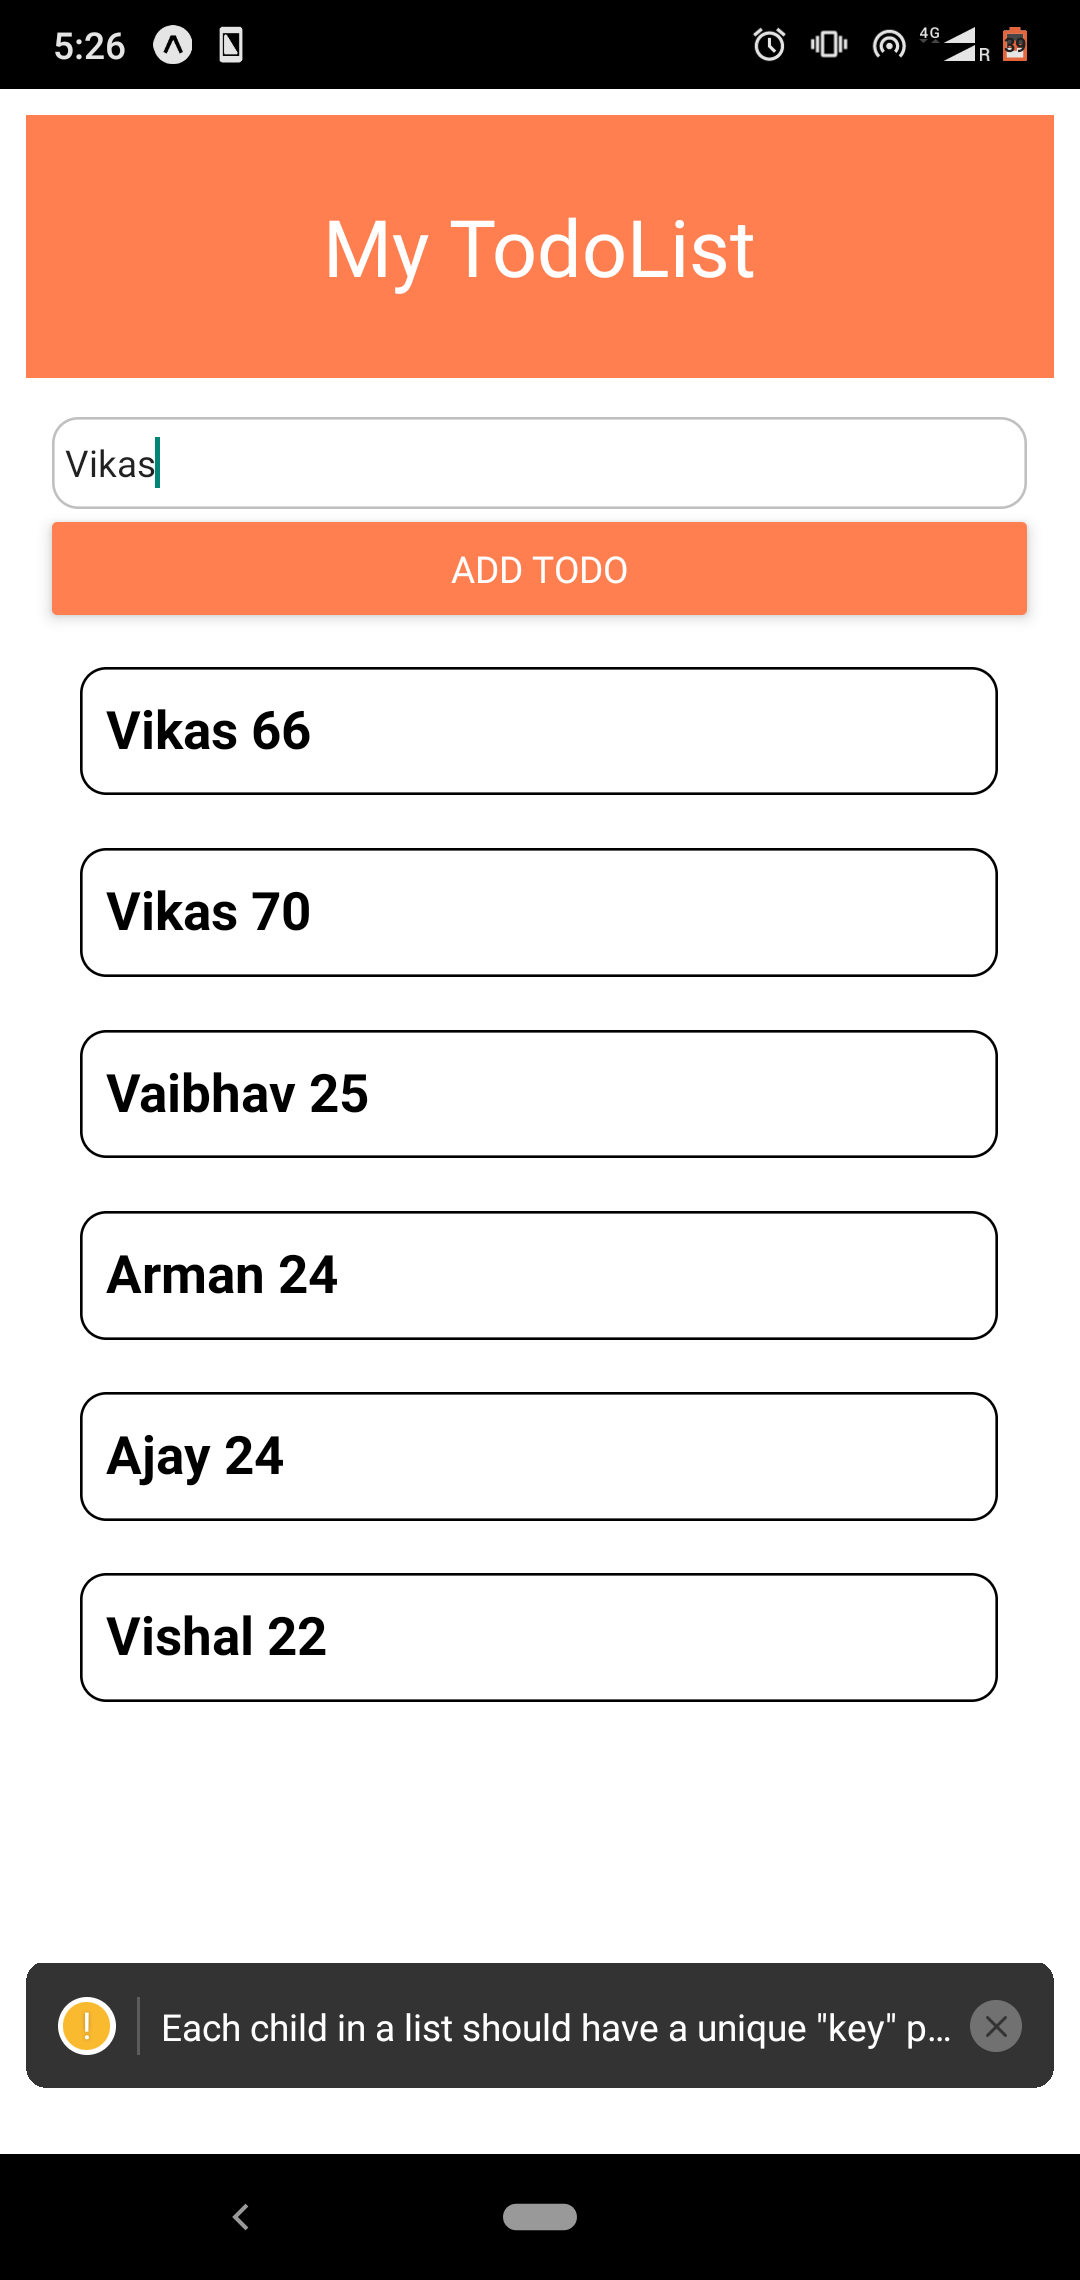 5:26
4G
R
39
My TodoList
Vikas
ADD TODO
Vikas 66
Vikas 70
Vaibhav 25
Arman 24
Ajay 24
Vishal 22
! Each child in a list should have a unique "key" p...